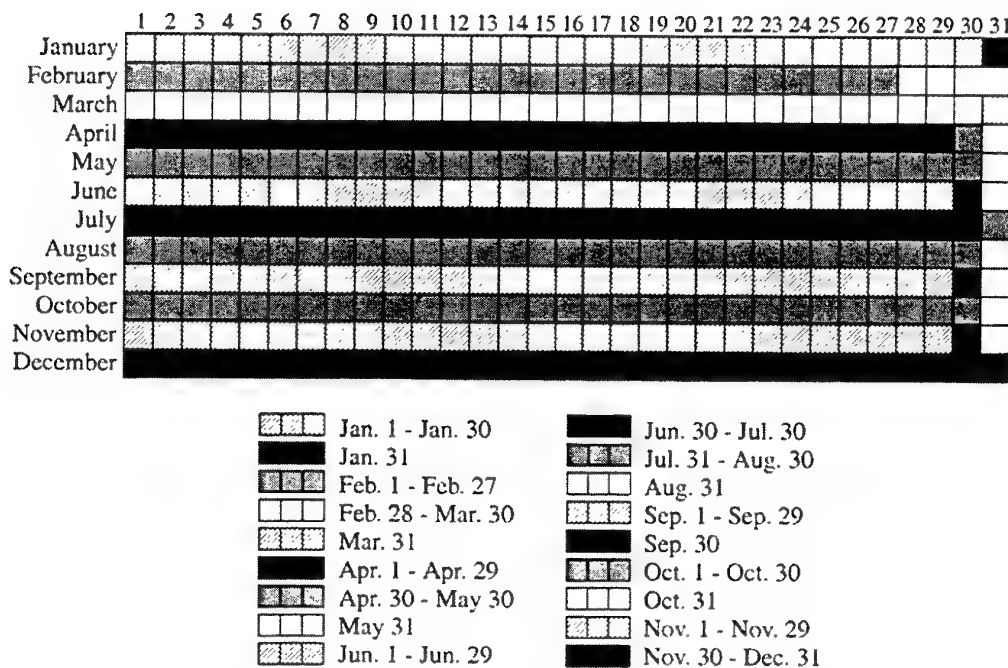 1 2 3 4 5 6 7 8 9 10 11 12 13 14 15 16 17 18 19 20 21 22 23 24 25 26 27 28 29 30 31
January
February
March
April
May
June
July
August
September
October
November
December
Jan. 1 - Jan. 30
Jan. 31
Feb. 1 - Feb. 27
Feb. 28 - Mar. 30
Mar. 31
Apr. 1 - Apr. 29
Apr. 30 - May 30
May 31
Jun. 1 - Jun. 29
Jun. 30 - Jul. 30
Jul. 31 - Aug. 30
Aug. 31
Sep. 1 - Sep. 29
Sep. 30
Oct. 1 - Oct. 30
Oct. 31
Nov. 1 - Nov. 29
Nov. 30 - Dec. 31